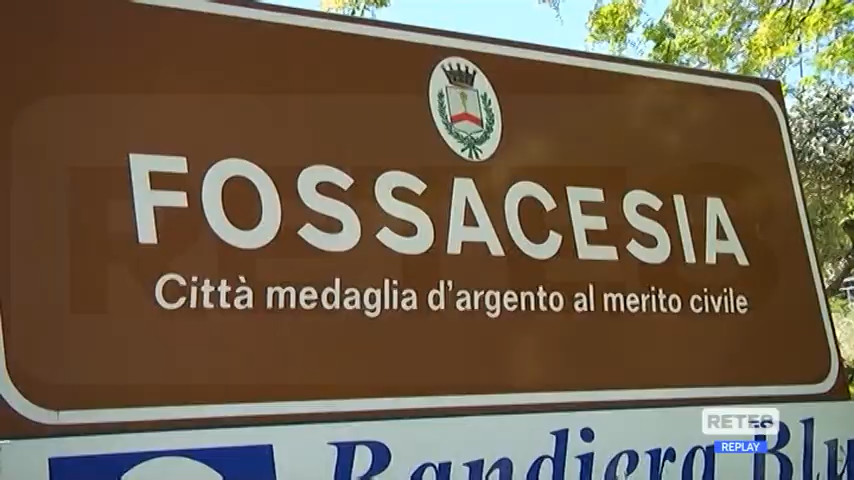 FOSSACESIA
Città medaglia d'argento al merito civile
RETE8
REPLAY
Bandiera Blu